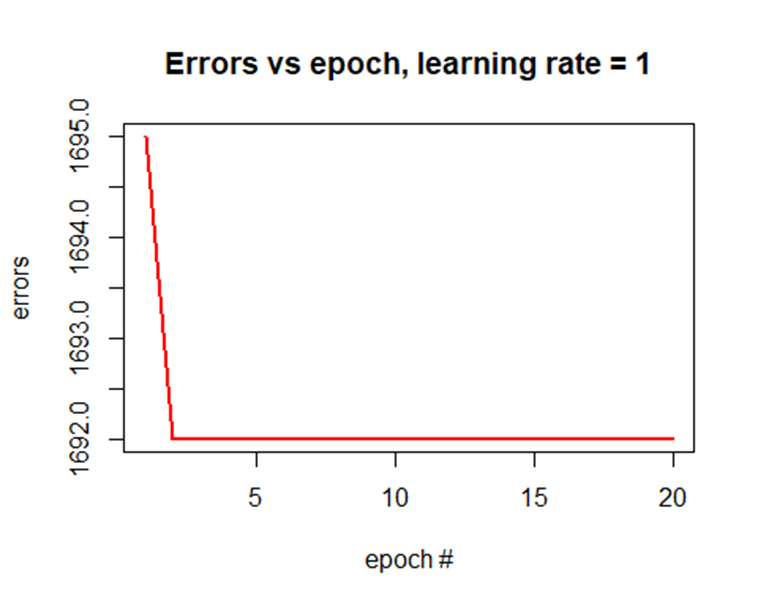 Errors vs epoch, learning rate = 1
1695.0
1694.0
1693.0
1692.0
errors
5 10 15 20
epoch #